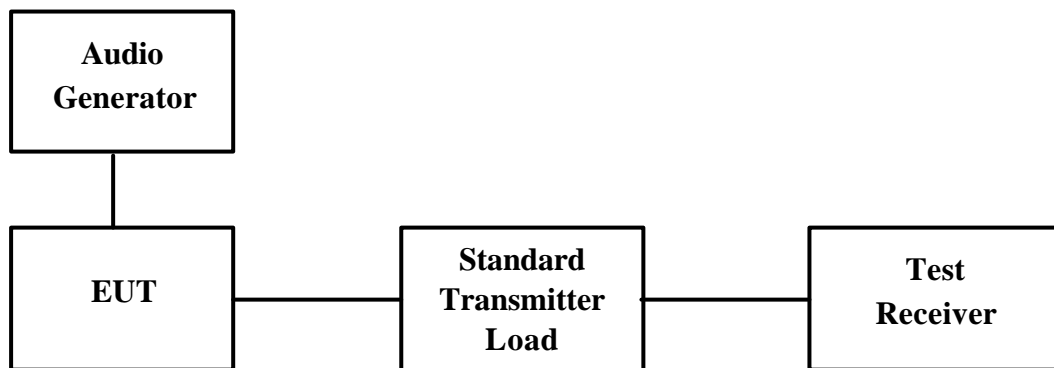 Audio
Generator
EUT
Standard
Transmitter
Load
Test
Receiver